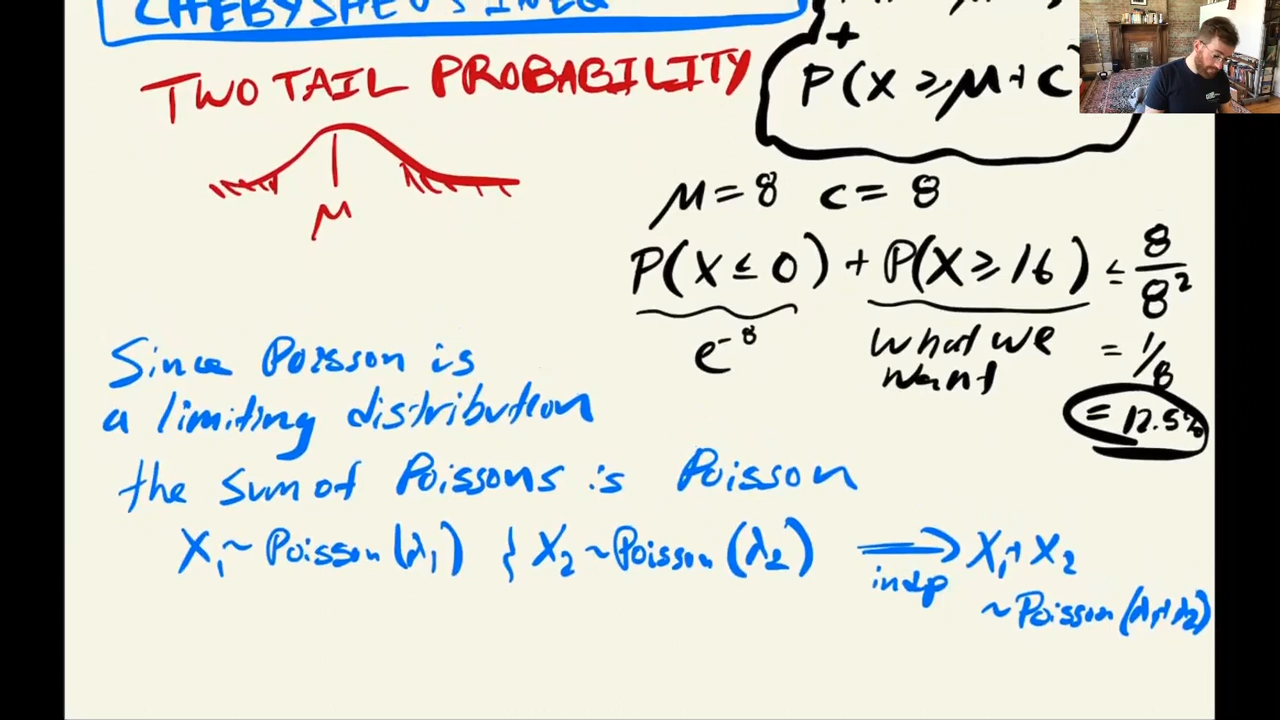 CHEBYSHEV'S INEQ
TWO TAIL PROBABILITY
μ
+
P(X ≥ μ + c
μ = 8 c = 8
P(X ≤ 0) + P(X ≥ 16) ≤ 8/8²
e⁻⁸ what we want
= 1/8
= 12.5%
Since Poisson is
a limiting distribution
the sum of Poissons is Poisson
X₁ ~ Poisson(λ₁) & X₂ ~ Poisson(λ₂) ⟹ indep X₁ + X₂
~ Poisson(λ₁+λ₂)